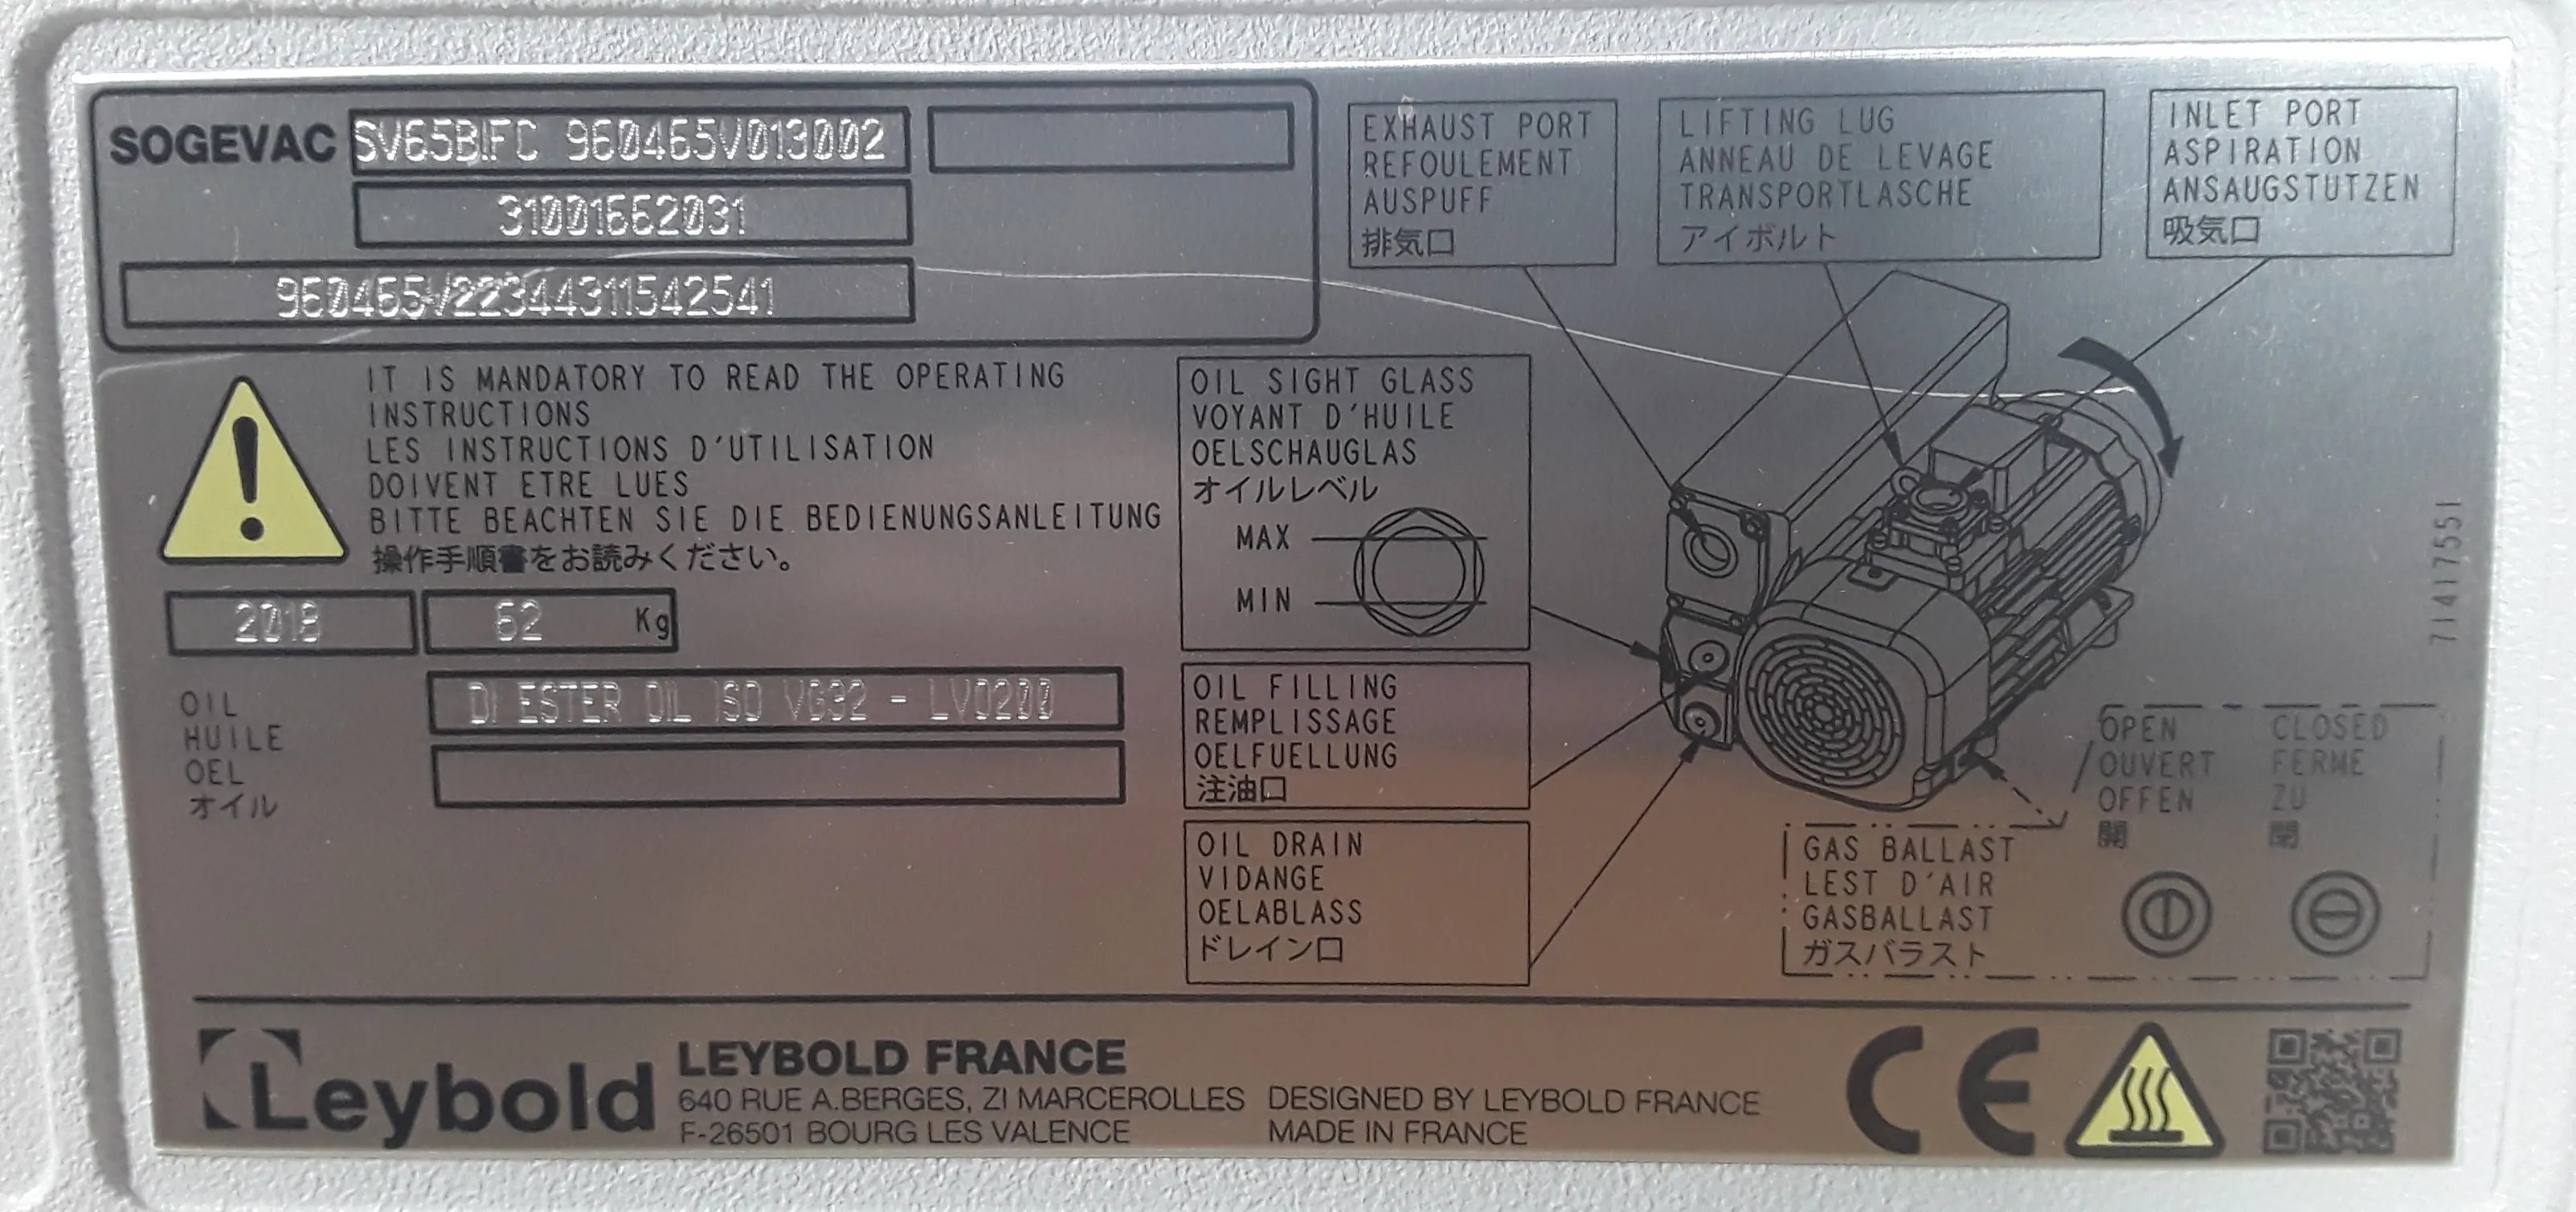 SOGEVAC SV65BIFC 960465V013002
31001662031
960465V22344311542541
IT IS MANDATORY TO READ THE OPERATING
INSTRUCTIONS
LES INSTRUCTIONS D'UTILISATION
DOIVENT ETRE LUES
BITTE BEACHTEN SIE DIE BEDIENUNGSANLEITUNG
操作手順書をお読みください。
2018 62 Kg
OIL
HUILE
OEL
オイル
DI ESTER OIL ISO VG32 - LVO200
EXHAUST PORT
REFOULEMENT
AUSPUFF
排気口
LIFTING LUG
ANNEAU DE LEVAGE
TRANSPORTLASCHE
アイボルト
INLET PORT
ASPIRATION
ANSAUGSTUTZEN
吸気口
OIL SIGHT GLASS
VOYANT D'HUILE
OELSCHAUGLAS
オイルレベル
MAX
MIN
OIL FILLING
REMPLISSAGE
OELFUELLUNG
注油口
OIL DRAIN
VIDANGE
OELABLASS
ドレイン口
71417551
OPEN
OUVERT
OFFEN
開
CLOSED
FERME
ZU
閉
GAS BALLAST
LEST D'AIR
GASBALLAST
ガスバラスト
Leybold
LEYBOLD FRANCE
640 RUE A.BERGES, ZI MARCEROLLES
F-26501 BOURG LES VALENCE
DESIGNED BY LEYBOLD FRANCE
MADE IN FRANCE
CE